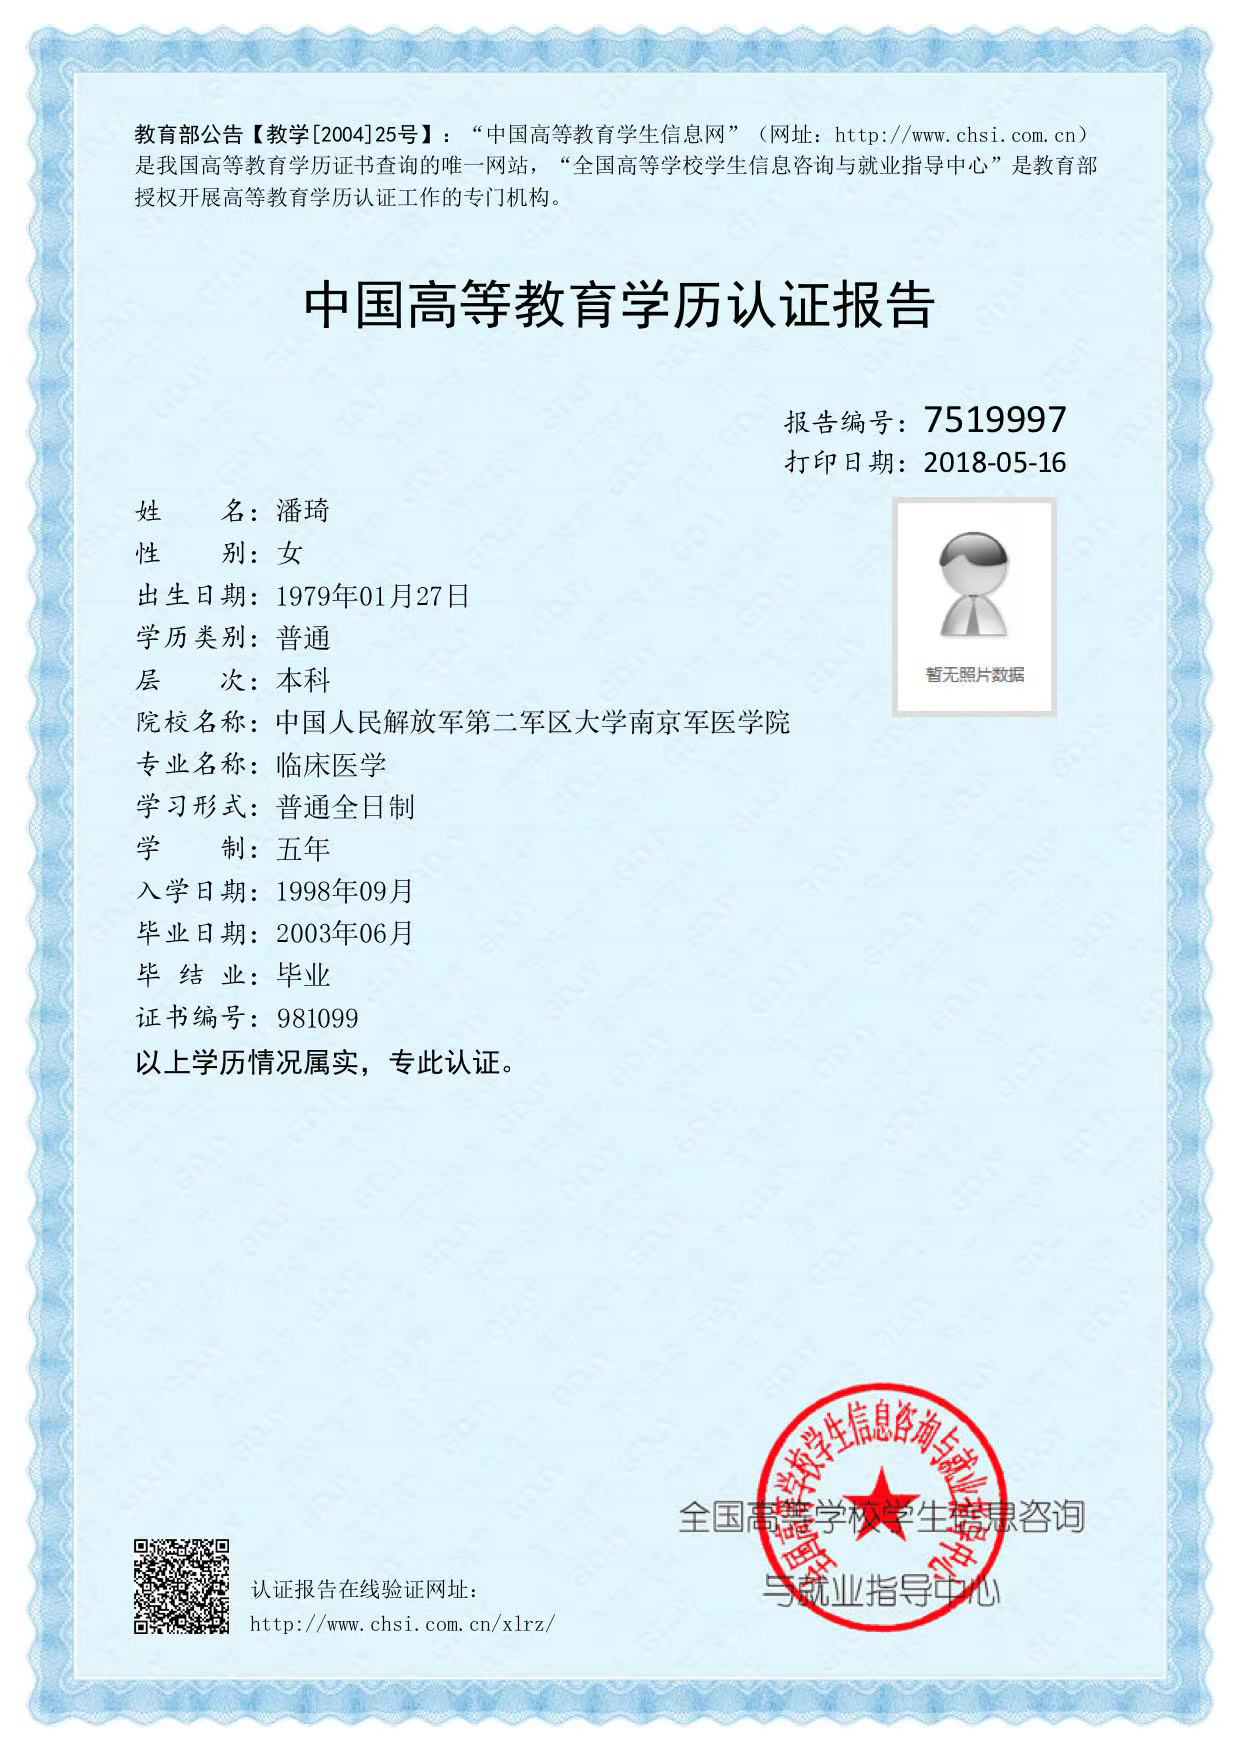 教育部公告【教学[2004]25号】：“中国高等教育学生信息网”（网址：http://www.chsi.com.cn）
是我国高等教育学历证书查询的唯一网站，“全国高等学校学生信息咨询与就业指导中心”是教育部
授权开展高等教育学历认证工作的专门机构。
中国高等教育学历认证报告
报告编号：7519997
打印日期：2018-05-16
姓名：潘琦
性别：女
出生日期：1979年01月27日
学历类别：普通
层次：本科
暂无照片数据
院校名称：中国人民解放军第二军区大学南京军医学院
专业名称：临床医学
学习形式：普通全日制
学制：五年
入学日期：1998年09月
毕业日期：2003年06月
毕结业：毕业
证书编号：981099
以上学历情况属实，专此认证。
全国高等学校学生信息咨询与就业指导中心
全国高等学校学生信息咨询
与就业指导中心
认证报告在线验证网址：
http://www.chsi.com.cn/xlrz/